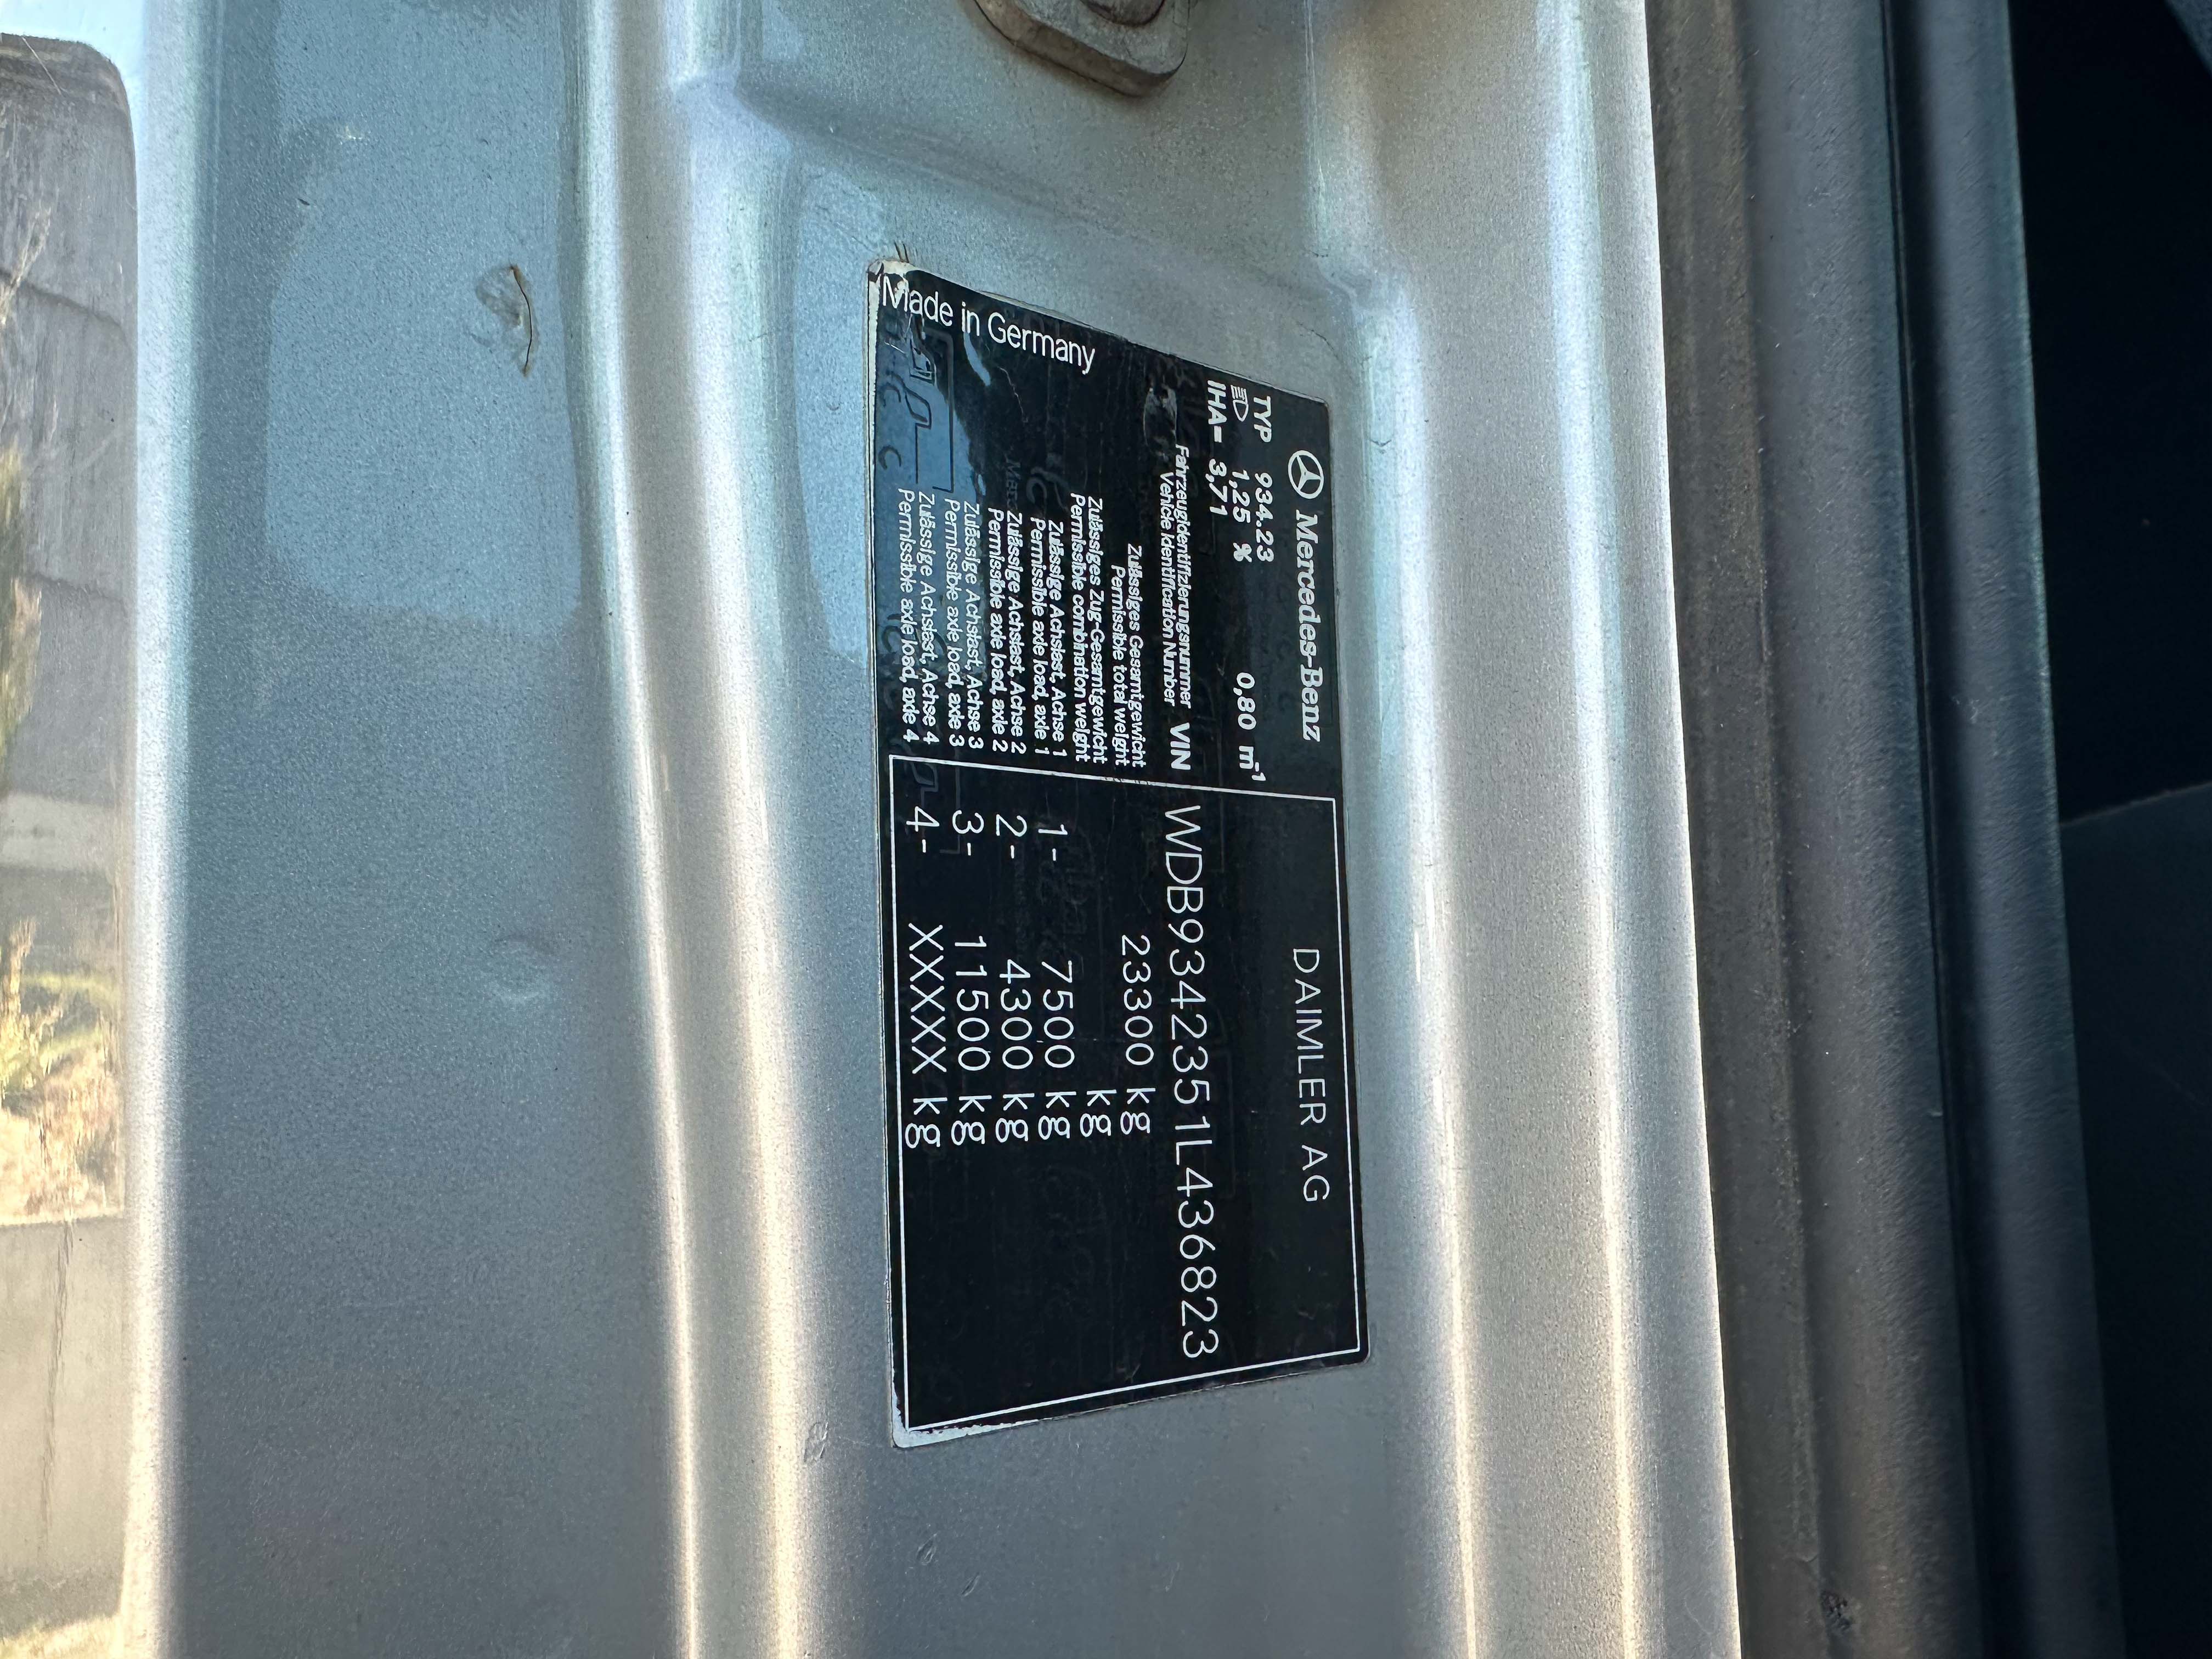 Mercedes-Benz
DAIMLER AG
TYP 934.23
1,25 % 0,80 m-1
IHA= 3,71
Fahrzeugidentifizierungsnummer
Vehicle Identification Number VIN WDB9342351L436823
Zulässiges Gesamtgewicht
Permissible total weight 23300 kg
Zulässiges Zug-Gesamtgewicht
Permissible combination weight kg
Zulässige Achslast, Achse 1
Permissible axle load, axle 1 1- 7500 kg
Zulässige Achslast, Achse 2
Permissible axle load, axle 2 2- 4300 kg
Zulässige Achslast, Achse 3
Permissible axle load, axle 3 3- 11500 kg
Zulässige Achslast, Achse 4
Permissible axle load, axle 4 4- XXXXX kg
Made in Germany